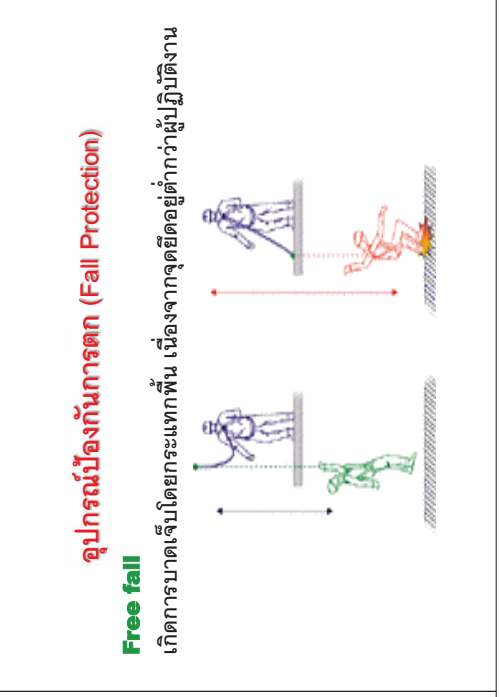 อุปกรณ์ป้องกันการตก (Fall Protection)
Free fall
เกิดการบาดเจ็บโดยกระแทกพื้น เนื่องจากจุดยึดอยู่ต่ำกว่าผู้ปฏิบัติงาน